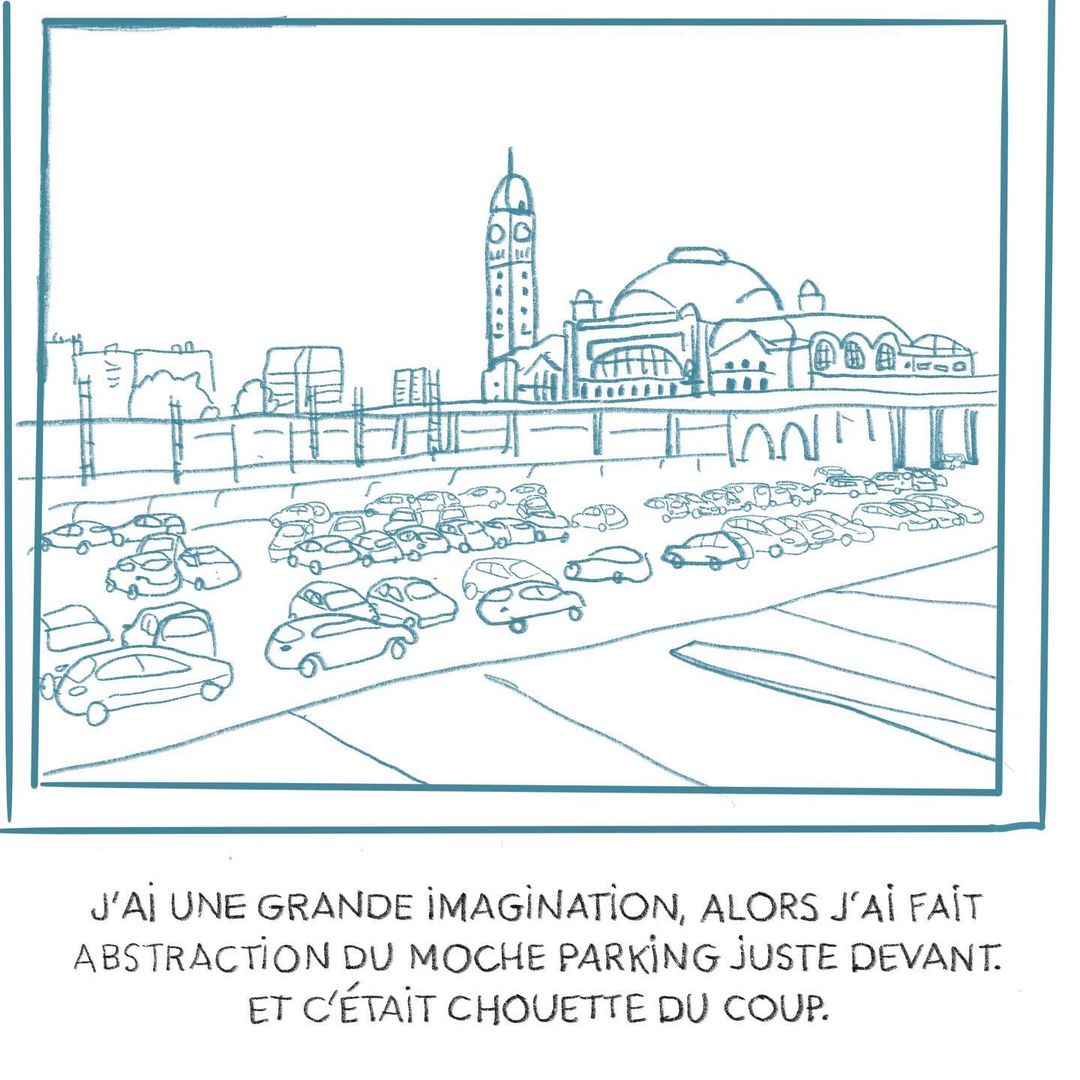 J'AI UNE GRANDE IMAGINATION, ALORS J'AI FAIT
ABSTRACTION DU MOCHE PARKING JUSTE DEVANT.
ET C'ÉTAIT CHOUETTE DU COUP.